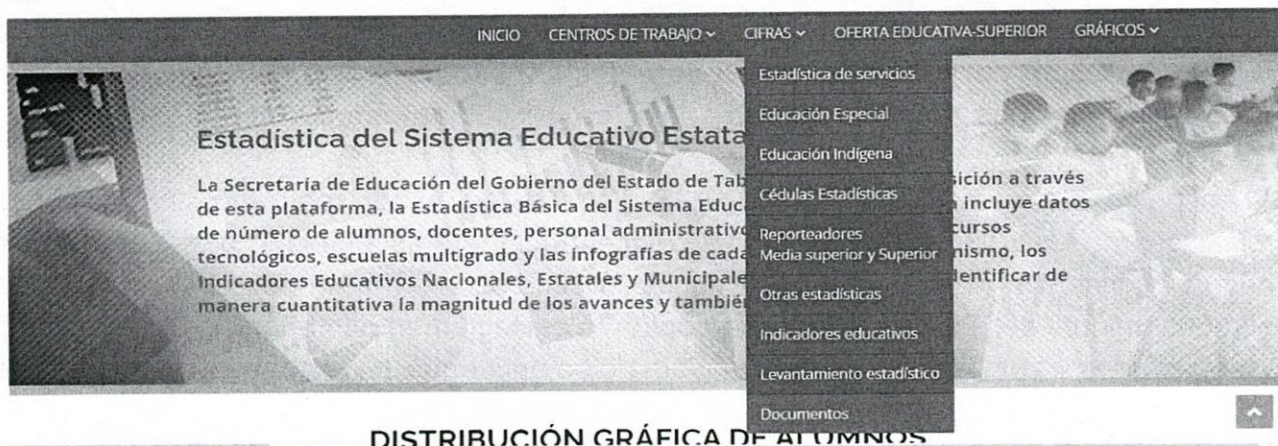 INICIO CENTROS DE TRABAJO CIFRAS OFERTA EDUCATIVA-SUPERIOR GRÁFICOS
Estadística de servicios
Educación Especial
Educación Indígena
Cédulas Estadísticas
Reporteadores
Media superior y Superior
Otras estadísticas
Indicadores educativos
Levantamiento estadístico
Documentos
Estadística del Sistema Educativo Estata
La Secretaría de Educación del Gobierno del Estado de Tab sición a través
de esta plataforma, la Estadística Básica del Sistema Educ incluye datos
de número de alumnos, docentes, personal administrativo cursos
tecnológicos, escuelas multigrado y las infografías de cada nismo, los
Indicadores Educativos Nacionales, Estatales y Municipale dentificar de
manera cuantitativa la magnitud de los avances y también
DISTRIBUCIÓN GRÁFICA DE ALUMNOS